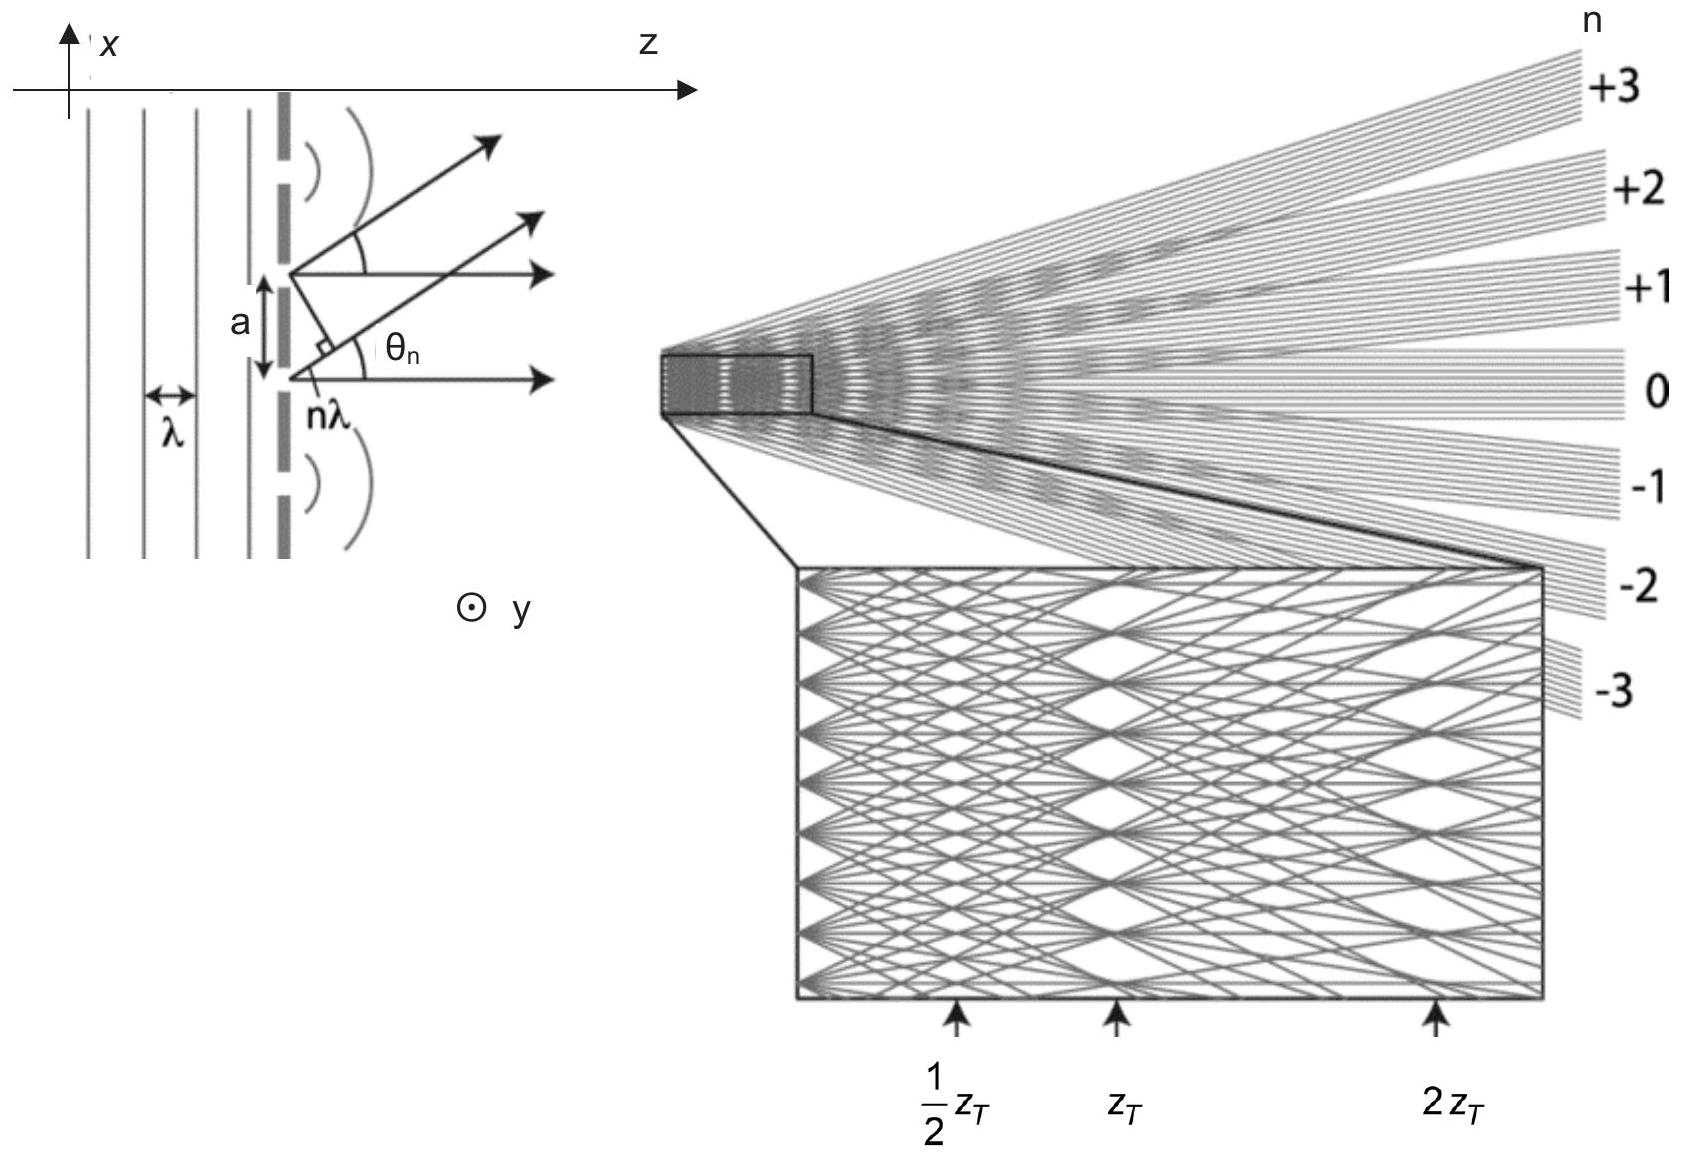 x
z
n
+3
+2
+1
0
-1
-2
-3
a
θn
nλ
λ
y
1/2 zT
zT
2 zT